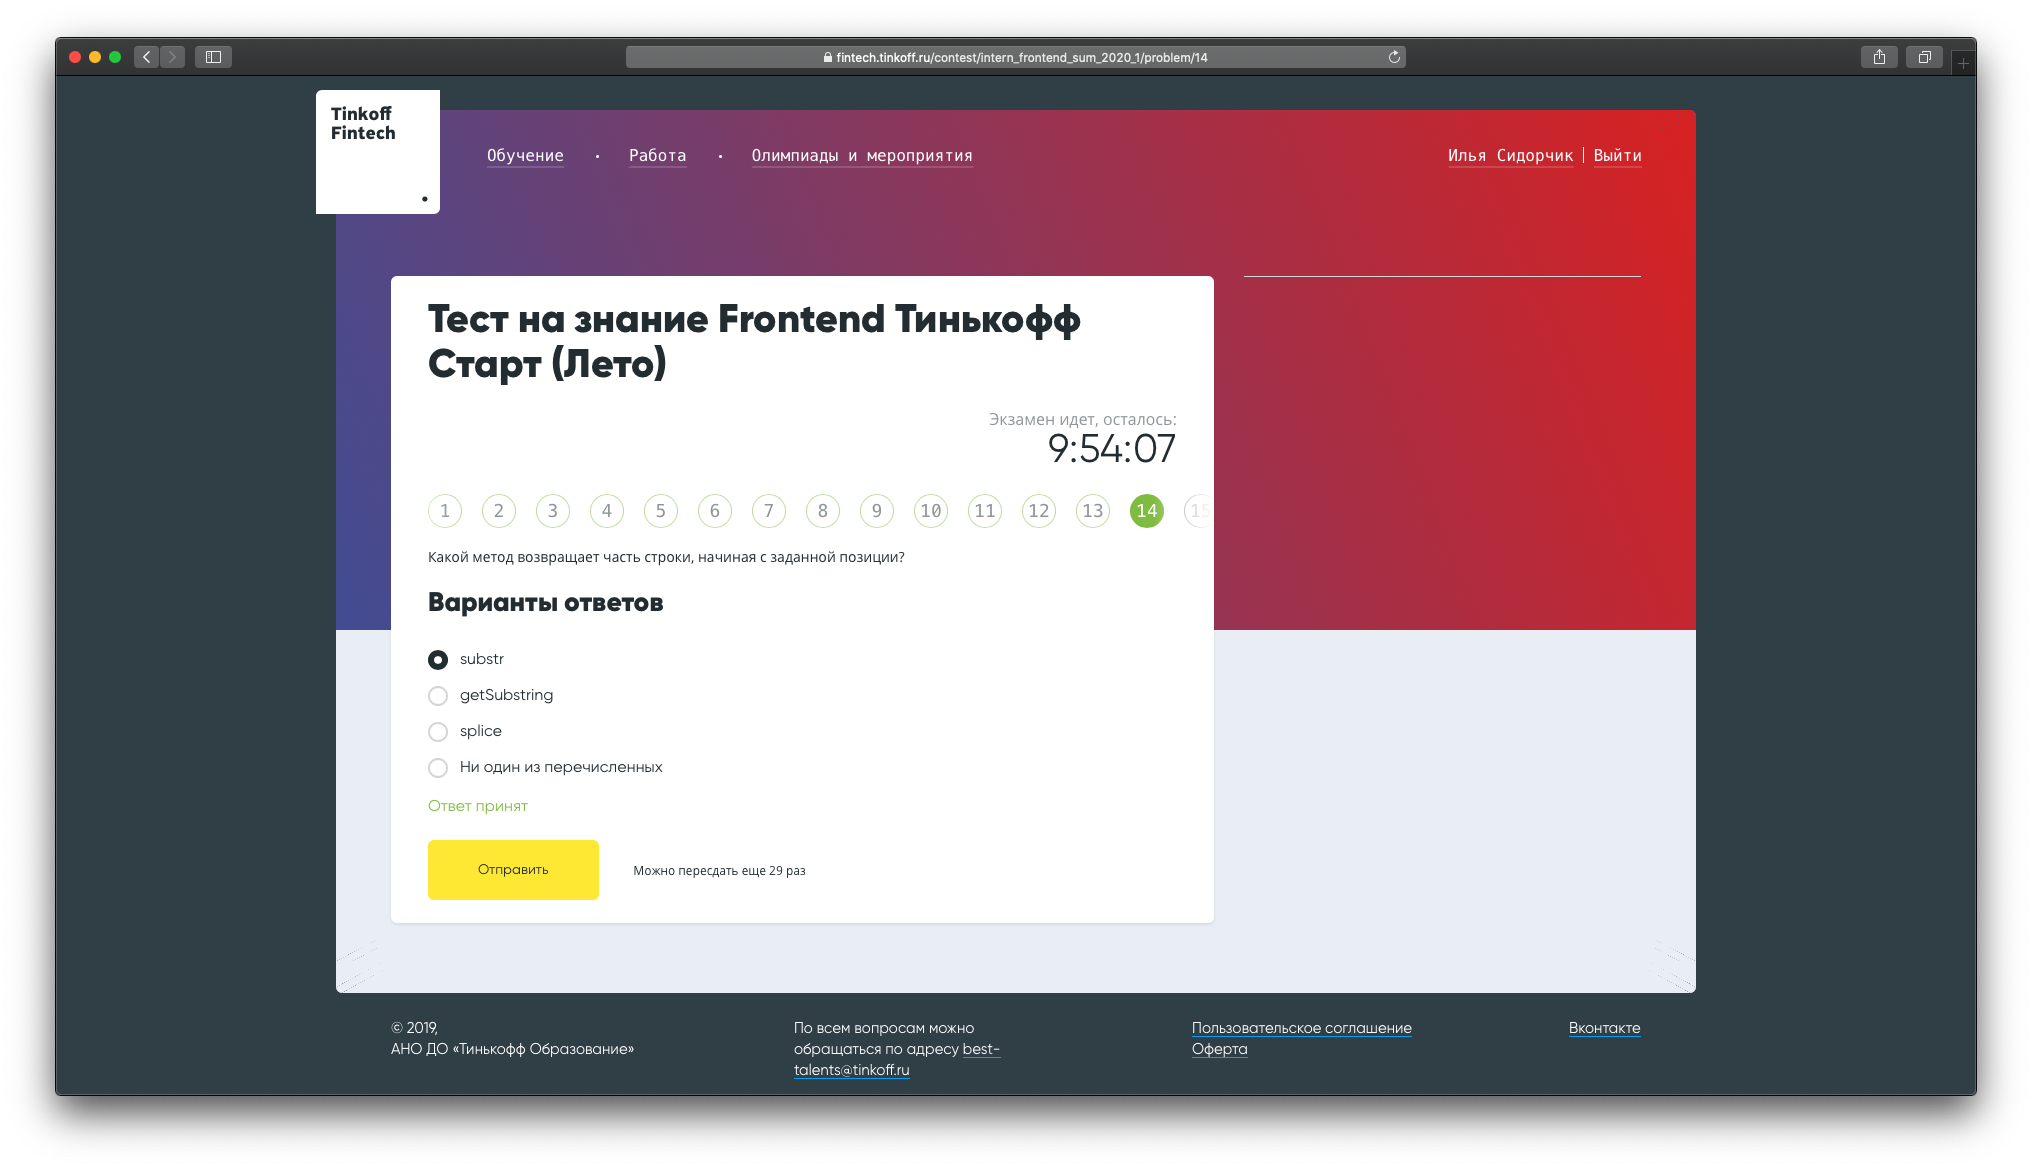 fintech.tinkoff.ru/contest/intern_frontend_sum_2020_1/problem/14
Tinkoff
Fintech
Обучение • Работа • Олимпиады и мероприятия
Илья Сидорчик | Выйти
Тест на знание Frontend Тинькофф
Старт (Лето)
Экзамен идет, осталось:
9:54:07
1 2 3 4 5 6 7 8 9 10 11 12 13 14 15
Какой метод возвращает часть строки, начиная с заданной позиции?
Варианты ответов
substr
getSubstring
splice
Ни один из перечисленных
Ответ принят
Отправить
Можно пересдать еще 29 раз
© 2019,
АНО ДО «Тинькофф Образование»
По всем вопросам можно
обращаться по адресу best-
talents@tinkoff.ru
Пользовательское соглашение
Оферта
Вконтакте